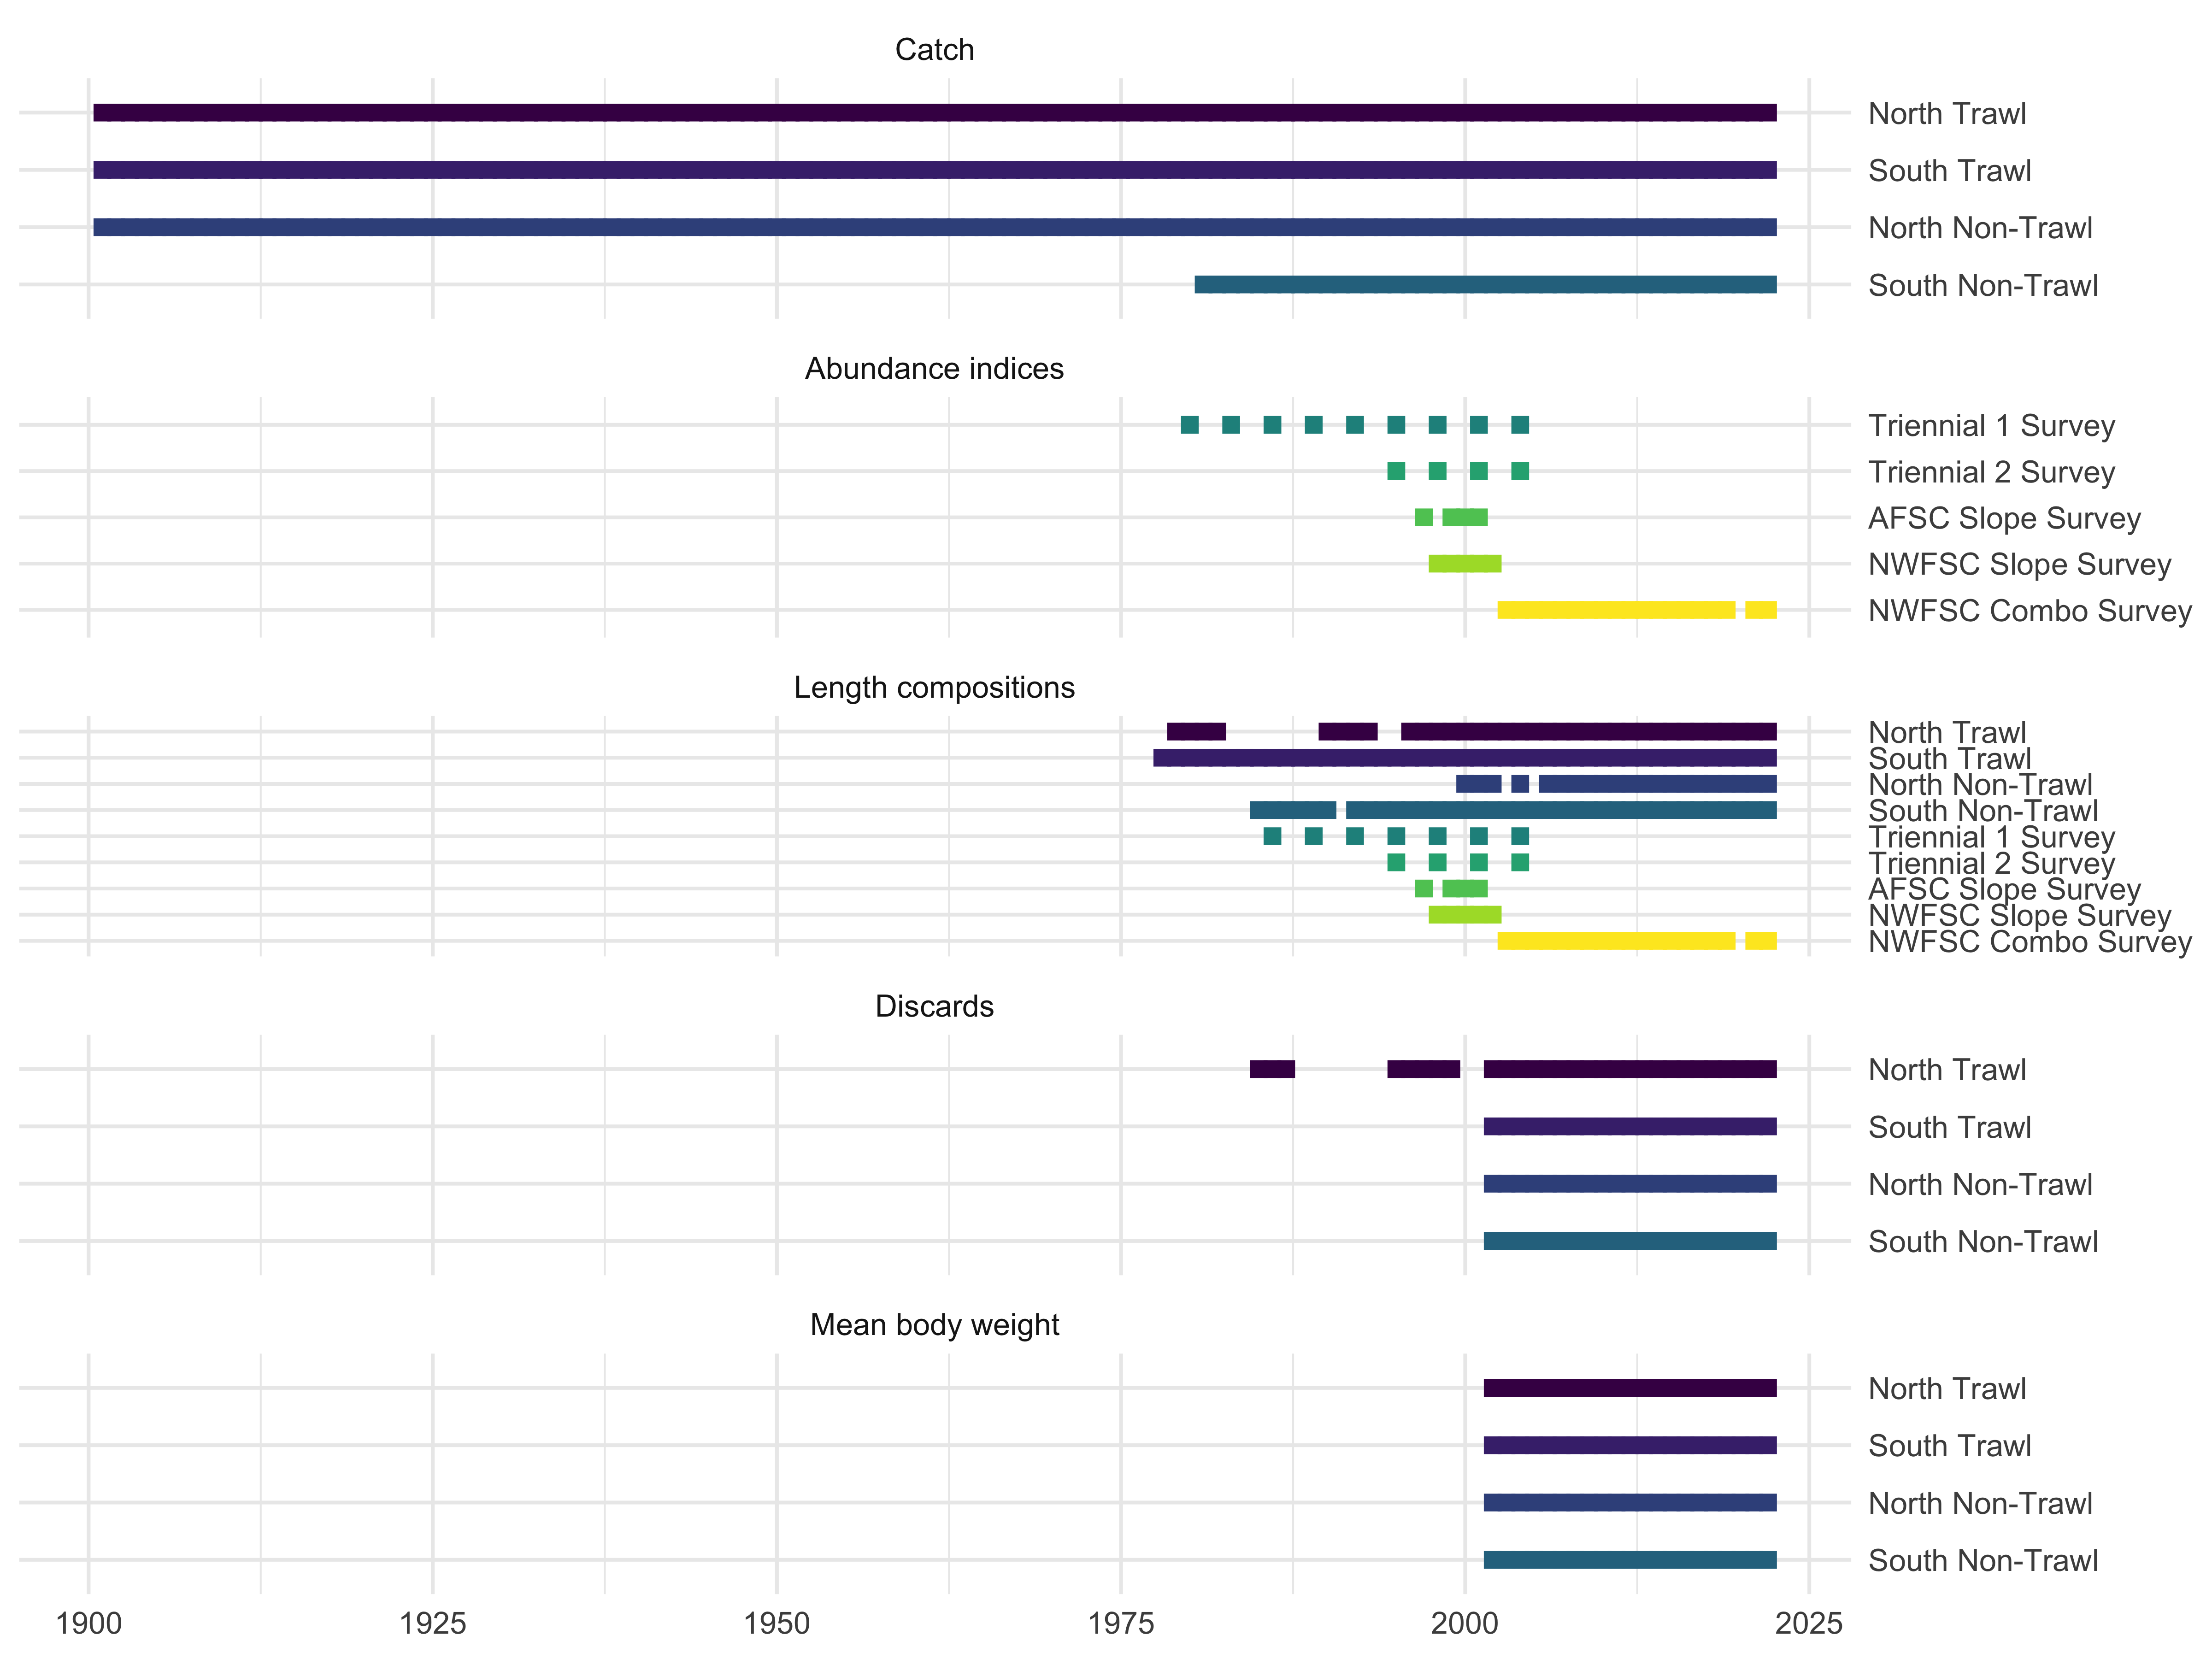 Catch
North Trawl
South Trawl
North Non-Trawl
South Non-Trawl
Abundance indices
Triennial 1 Survey
Triennial 2 Survey
AFSC Slope Survey
NWFSC Slope Survey
NWFSC Combo Survey
Length compositions
North Trawl
South Trawl
North Non-Trawl
South Non-Trawl
Triennial 1 Survey
Triennial 2 Survey
AFSC Slope Survey
NWFSC Slope Survey
NWFSC Combo Survey
Discards
North Trawl
South Trawl
North Non-Trawl
South Non-Trawl
Mean body weight
North Trawl
South Trawl
North Non-Trawl
South Non-Trawl
1900 1925 1950 1975 2000 2025